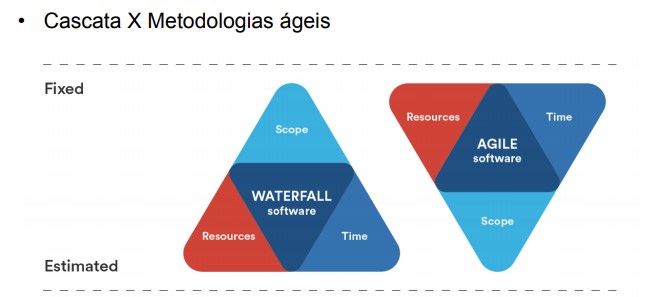 • Cascata X Metodologias ágeis
Fixed
Scope
WATERFALL
software
Resources
Time
Resources
Time
AGILE
software
Scope
Estimated